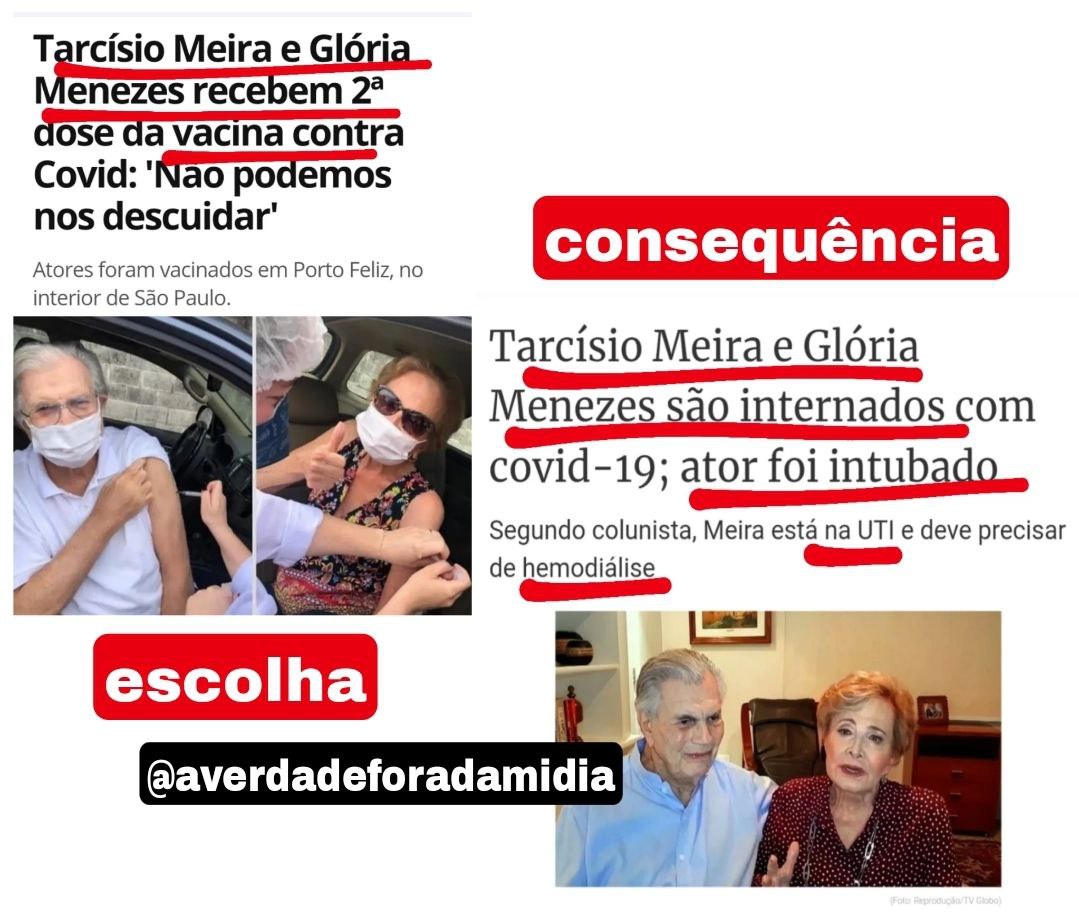 Tarcísio Meira e Glória
Menezes recebem 2ª
dose da vacina contra
Covid: 'Não podemos
nos descuidar'
Atores foram vacinados em Porto Feliz, no
interior de São Paulo.
escolha
@averdadeforadamidia
consequência
Tarcísio Meira e Glória
Menezes são internados com
covid-19; ator foi intubado
Segundo colunista, Meira está na UTI e deve precisar
de hemodiálise
(Foto: Reprodução/TV Globo)